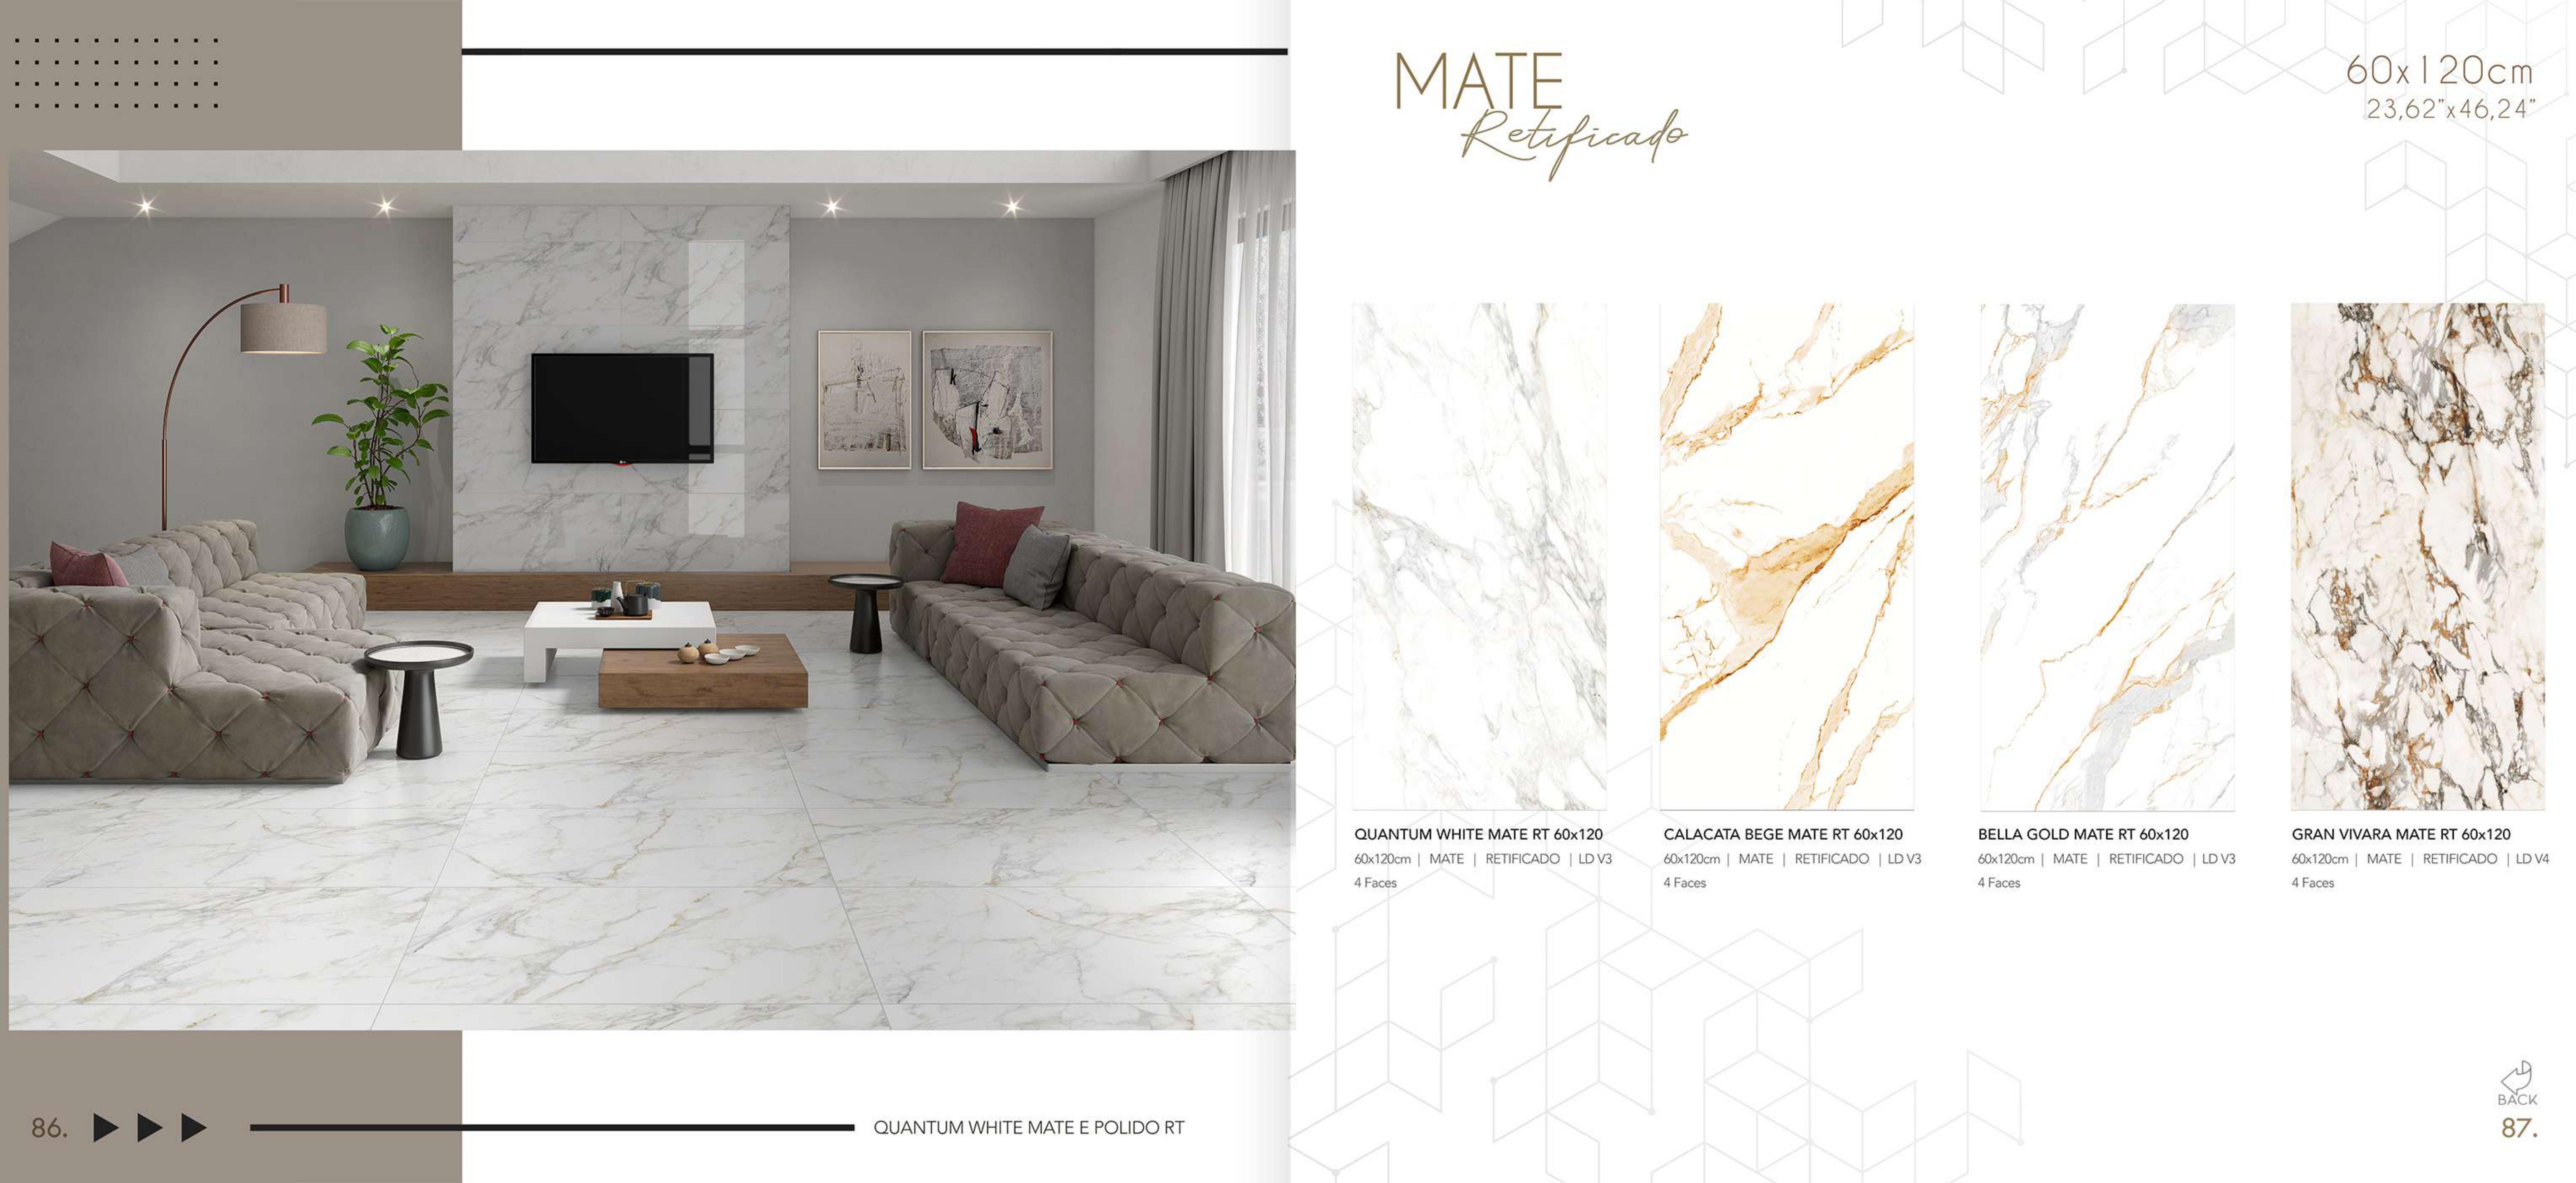 86.
QUANTUM WHITE MATE E POLIDO RT
MATE
Retificado
60x120cm
23,62”x46,24”
QUANTUM WHITE MATE RT 60x120
60x120cm | MATE | RETIFICADO | LD V3
4 Faces
CALACATA BEGE MATE RT 60x120
60x120cm | MATE | RETIFICADO | LD V3
4 Faces
BELLA GOLD MATE RT 60x120
60x120cm | MATE | RETIFICADO | LD V3
4 Faces
GRAN VIVARA MATE RT 60x120
60x120cm | MATE | RETIFICADO | LD V4
4 Faces
BACK
87.